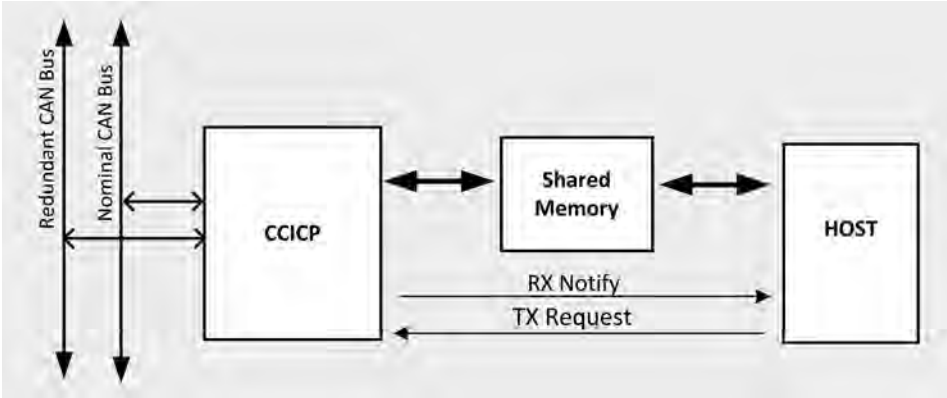 Redundant CAN Bus
Nominal CAN Bus
CCICP
Shared
Memory
HOST
RX Notify
TX Request